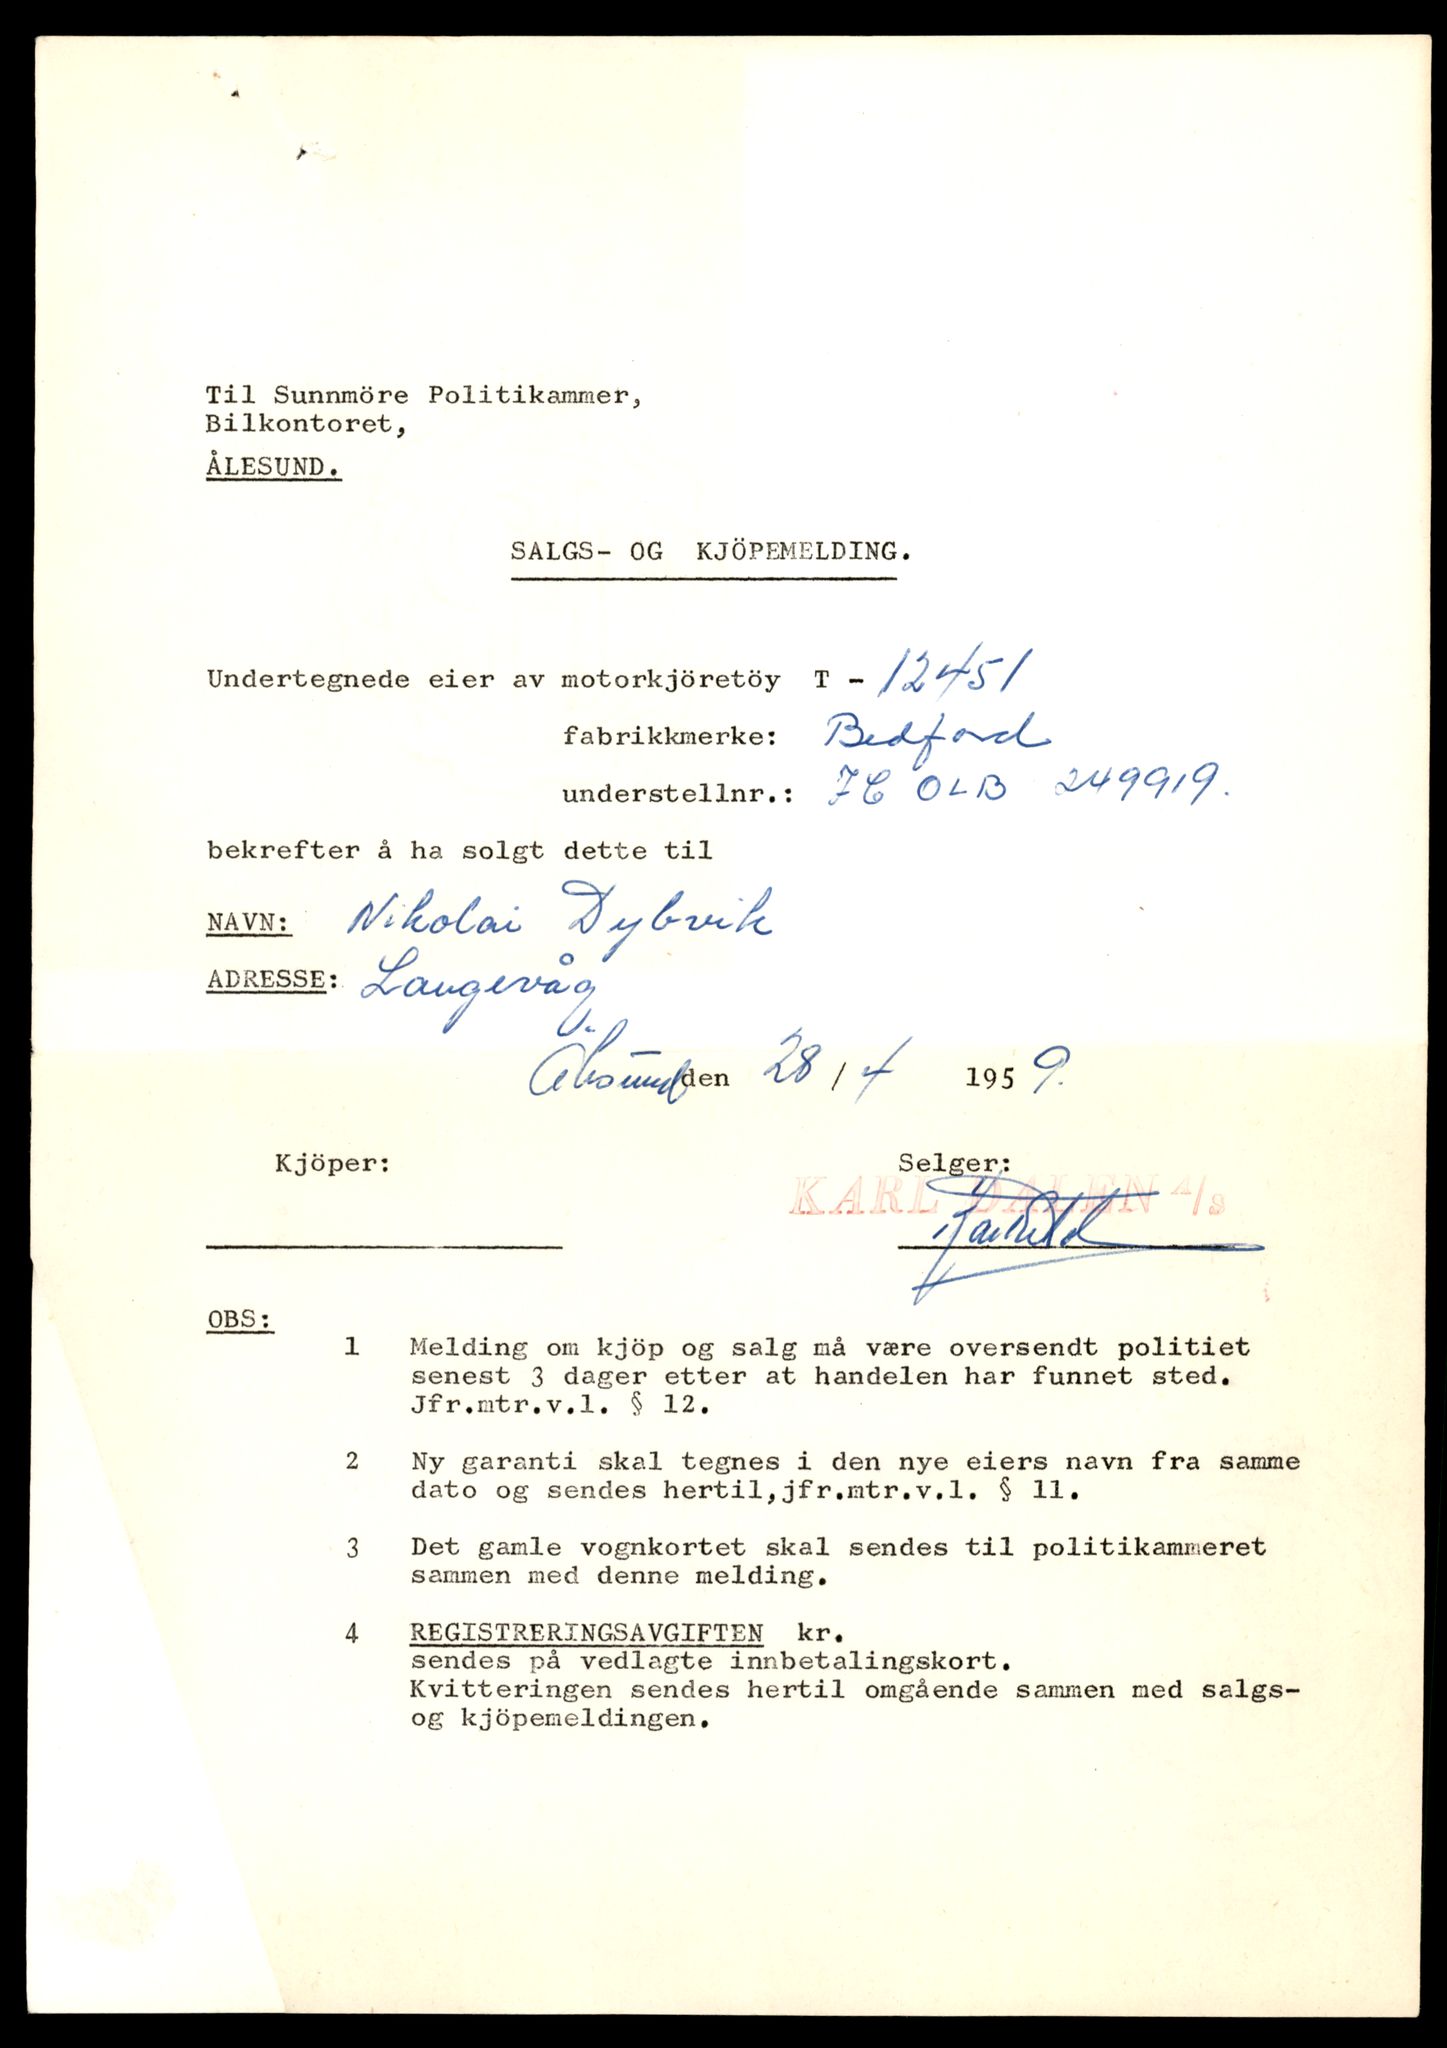 Til Sunnmöre Politikammer,
Bilkontoret,
ÅLESUND.
SALGS- OG KJÖPEMELDING.
Undertegnede eier av motorkjöretöy T - 12451
fabrikkmerke: Bedford
understellnr.: JC OLB 249919.
bekrefter å ha solgt dette til
NAVN: Nikolai Dybvik
ADRESSE: Langevåg
Ålesund den 28/4 1959.
Kjöper: Selger:
KARL DALEN A/S
OBS:
1 Melding om kjöp og salg må være oversendt politiet
senest 3 dager etter at handelen har funnet sted.
Jfr.mtr.v.l. § 12.
2 Ny garanti skal tegnes i den nye eiers navn fra samme
dato og sendes hertil,jfr.mtr.v.l. § 11.
3 Det gamle vognkortet skal sendes til politikammeret
sammen med denne melding.
4 REGISTRERINGSAVGIFTEN kr.
sendes på vedlagte innbetalingskort.
Kvitteringen sendes hertil omgående sammen med salgs-
og kjöpemeldingen.